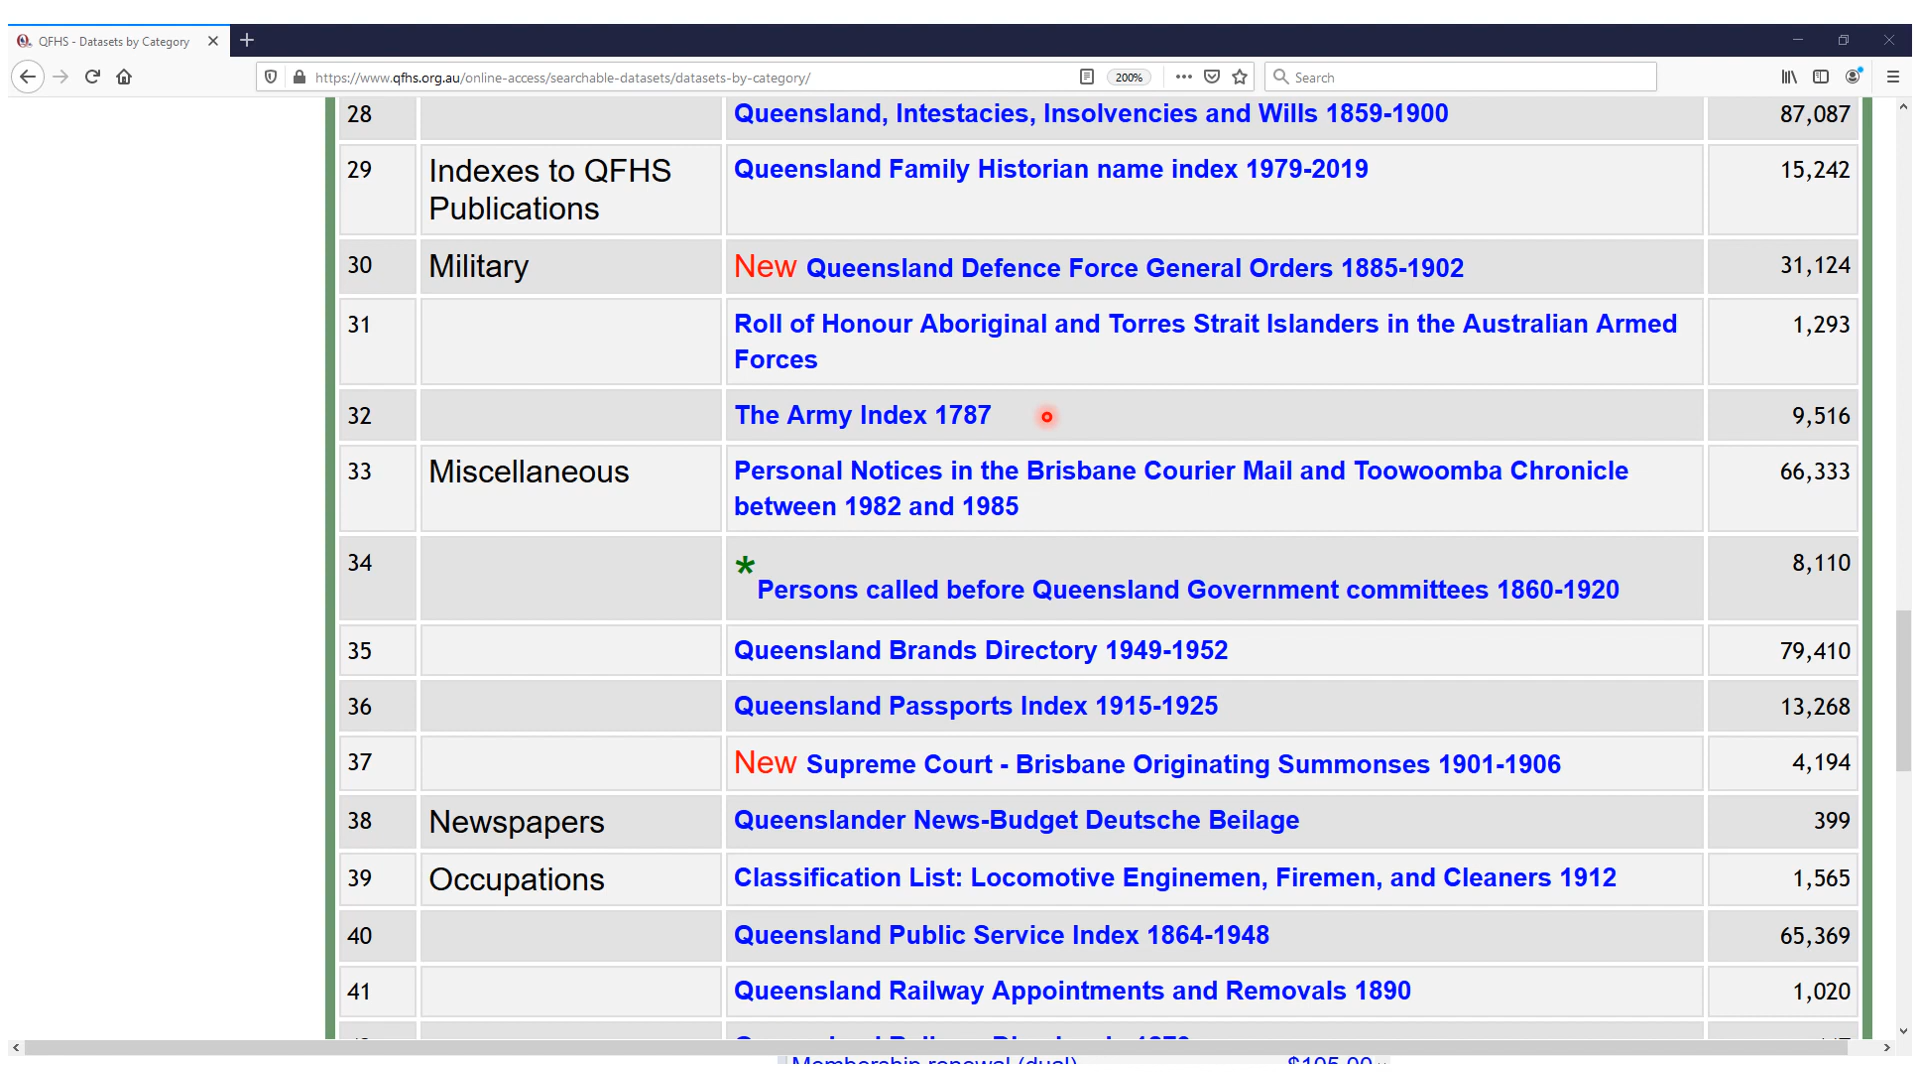 QFHS - Datasets by Category
https://www.qfhs.org.au/online-access/searchable-datasets/datasets-by-category/
200%
Search
28 Queensland, Intestacies, Insolvencies and Wills 1859-1900 87,087
29 Indexes to QFHS Queensland Family Historian name index 1979-2019 15,242
Publications
30 Military New Queensland Defence Force General Orders 1885-1902 31,124
31 Roll of Honour Aboriginal and Torres Strait Islanders in the Australian Armed 1,293
Forces
32 The Army Index 1787 9,516
33 Miscellaneous Personal Notices in the Brisbane Courier Mail and Toowoomba Chronicle 66,333
between 1982 and 1985
34 * 8,110
Persons called before Queensland Government committees 1860-1920
35 Queensland Brands Directory 1949-1952 79,410
36 Queensland Passports Index 1915-1925 13,268
37 New Supreme Court - Brisbane Originating Summonses 1901-1906 4,194
38 Newspapers Queenslander News-Budget Deutsche Beilage 399
39 Occupations Classification List: Locomotive Enginemen, Firemen, and Cleaners 1912 1,565
40 Queensland Public Service Index 1864-1948 65,369
41 Queensland Railway Appointments and Removals 1890 1,020
Membership renewal (dual) $105.00